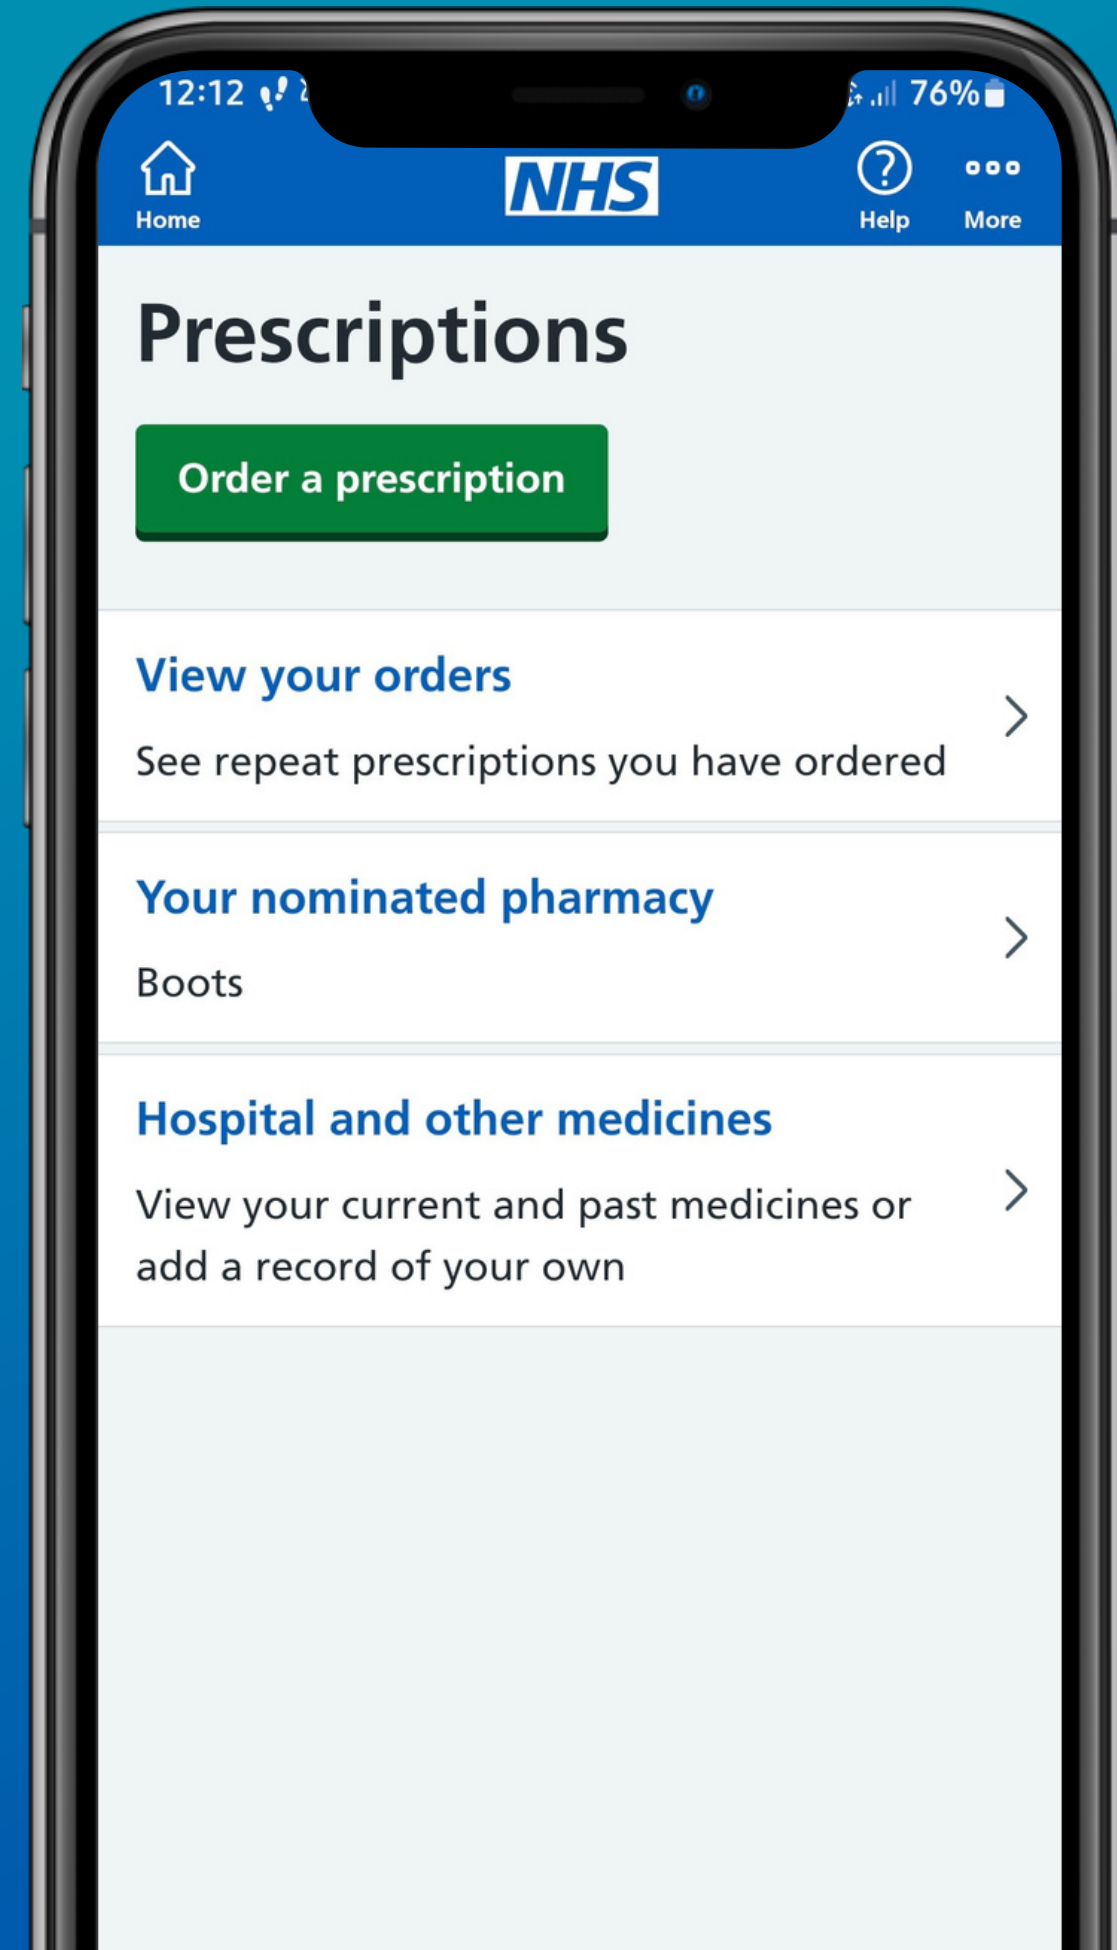 12:12
76%
Home
NHS
Help
More
Prescriptions
Order a prescription
View your orders
See repeat prescriptions you have ordered
Your nominated pharmacy
Boots
Hospital and other medicines
View your current and past medicines or
add a record of your own